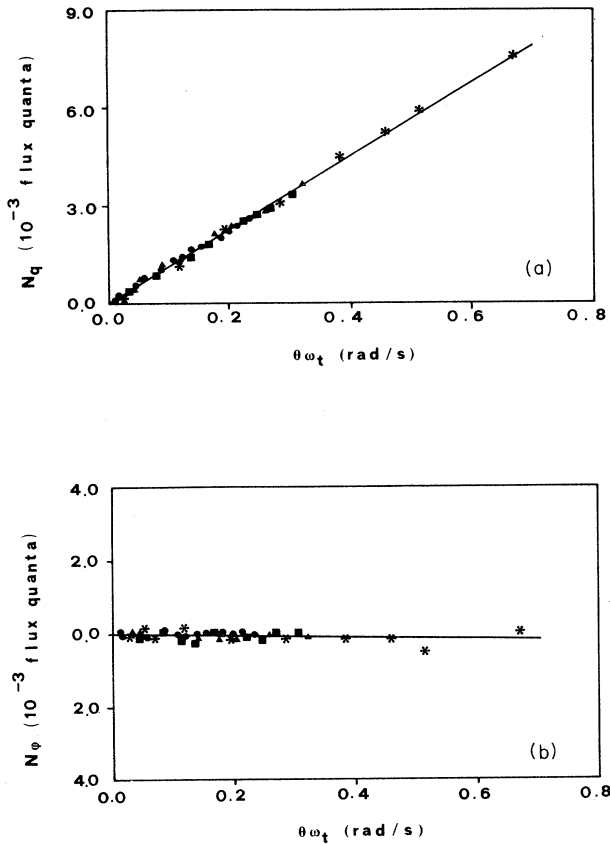 9.0
6.0
3.0
0.0
N_q (10^-3 flux quanta)
(a)
0.0 0.2 0.4 0.6 0.8
θω_t (rad/s)
4.0
2.0
0.0
2.0
4.0
N_φ (10^-3 flux quanta)
(b)
0.0 0.2 0.4 0.6 0.8
θω_t (rad/s)